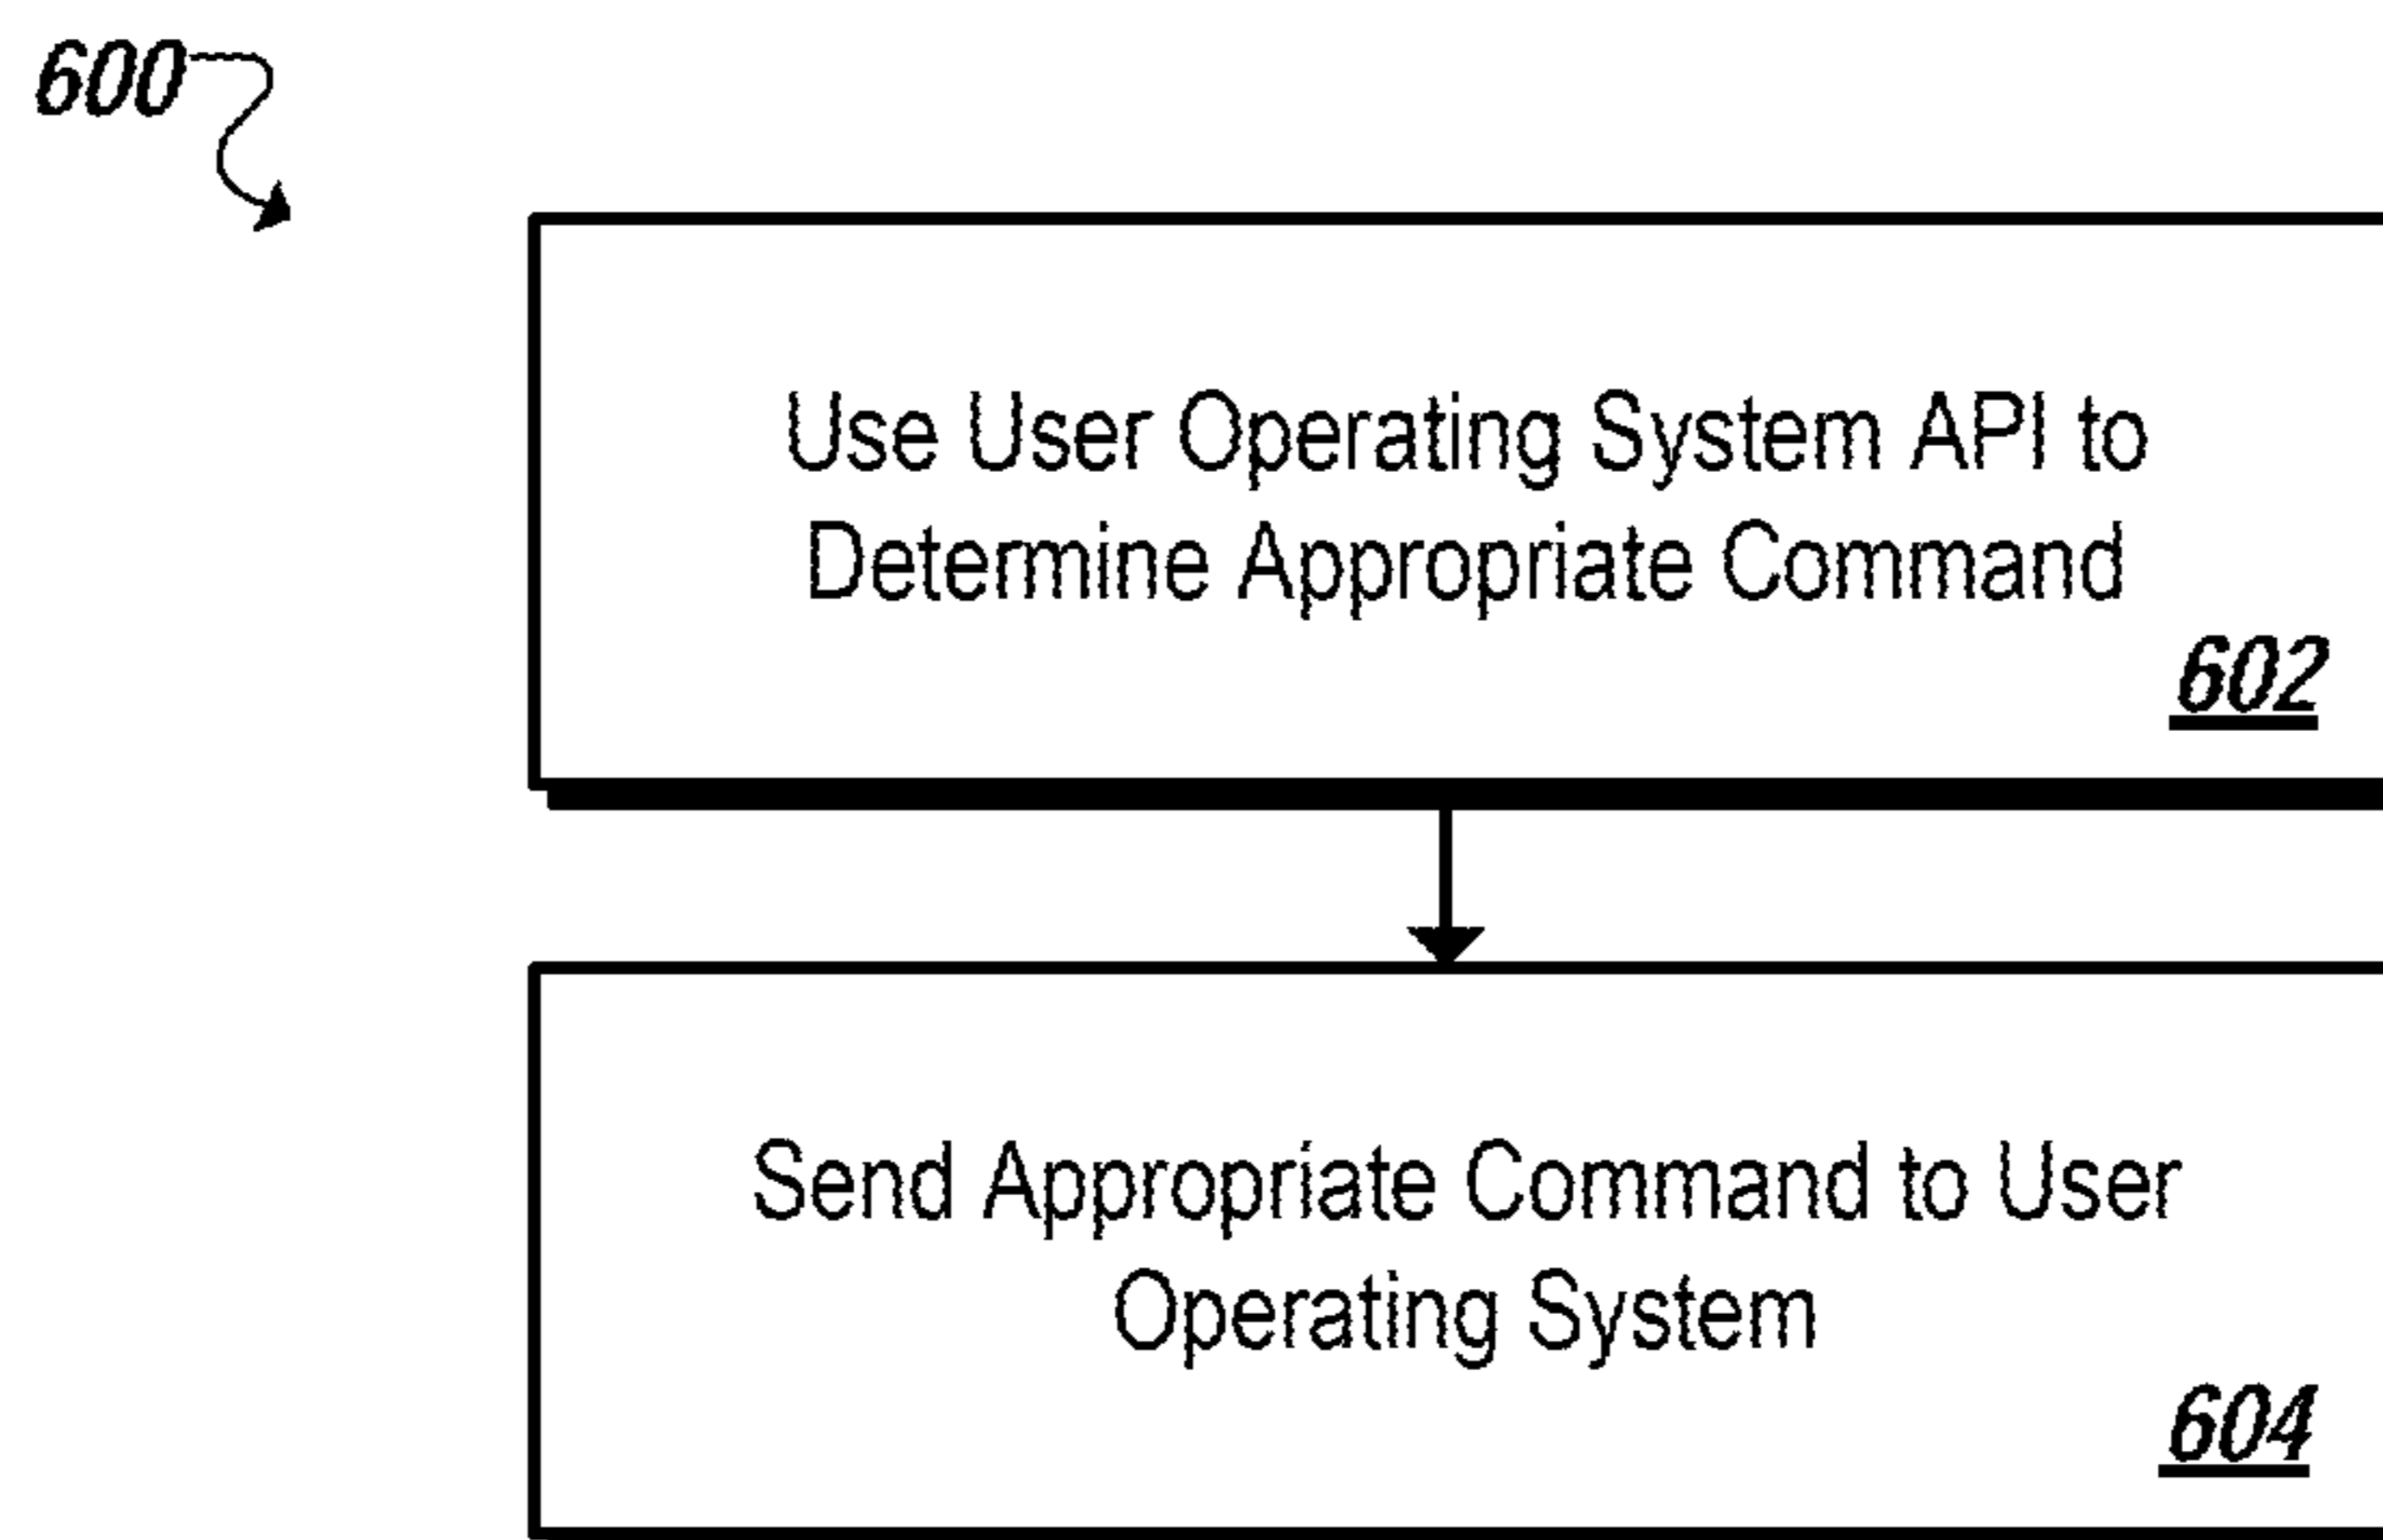 600
Use User Operating System API to
Determine Appropriate Command
602
Send Appropriate Command to User
Operating System
604